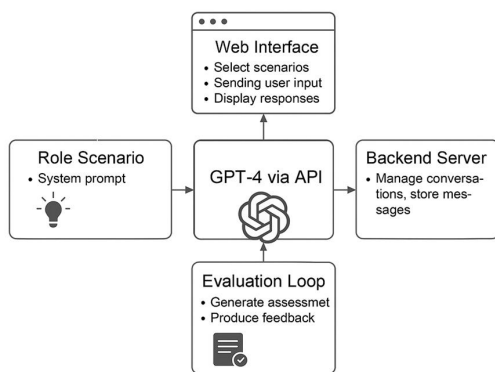 Web Interface
• Select scenarios
• Sending user input
• Display responses
Role Scenario
• System prompt
GPT-4 via API
Backend Server
• Manage conversa-
tions, store mes-
sages
Evaluation Loop
• Generate assessmet
• Produce feedback